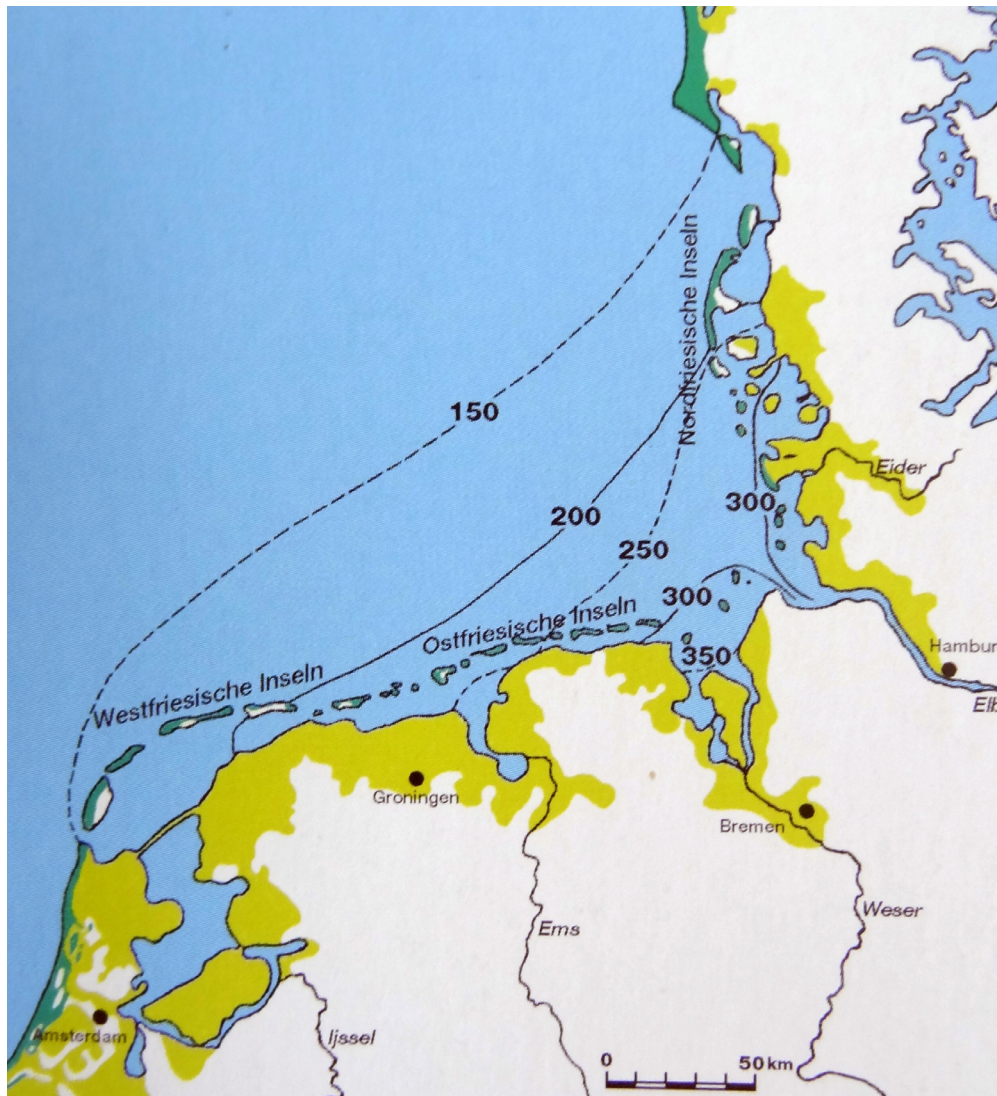 Nordfriesische Inseln
150
Eider
300
200
250
300
Ostfriesische Inseln
Hambur
350
Westfriesische Inseln
Elb
Groningen
Bremen
Weser
Ems
Amsterdam
Ijssel
0
50 km